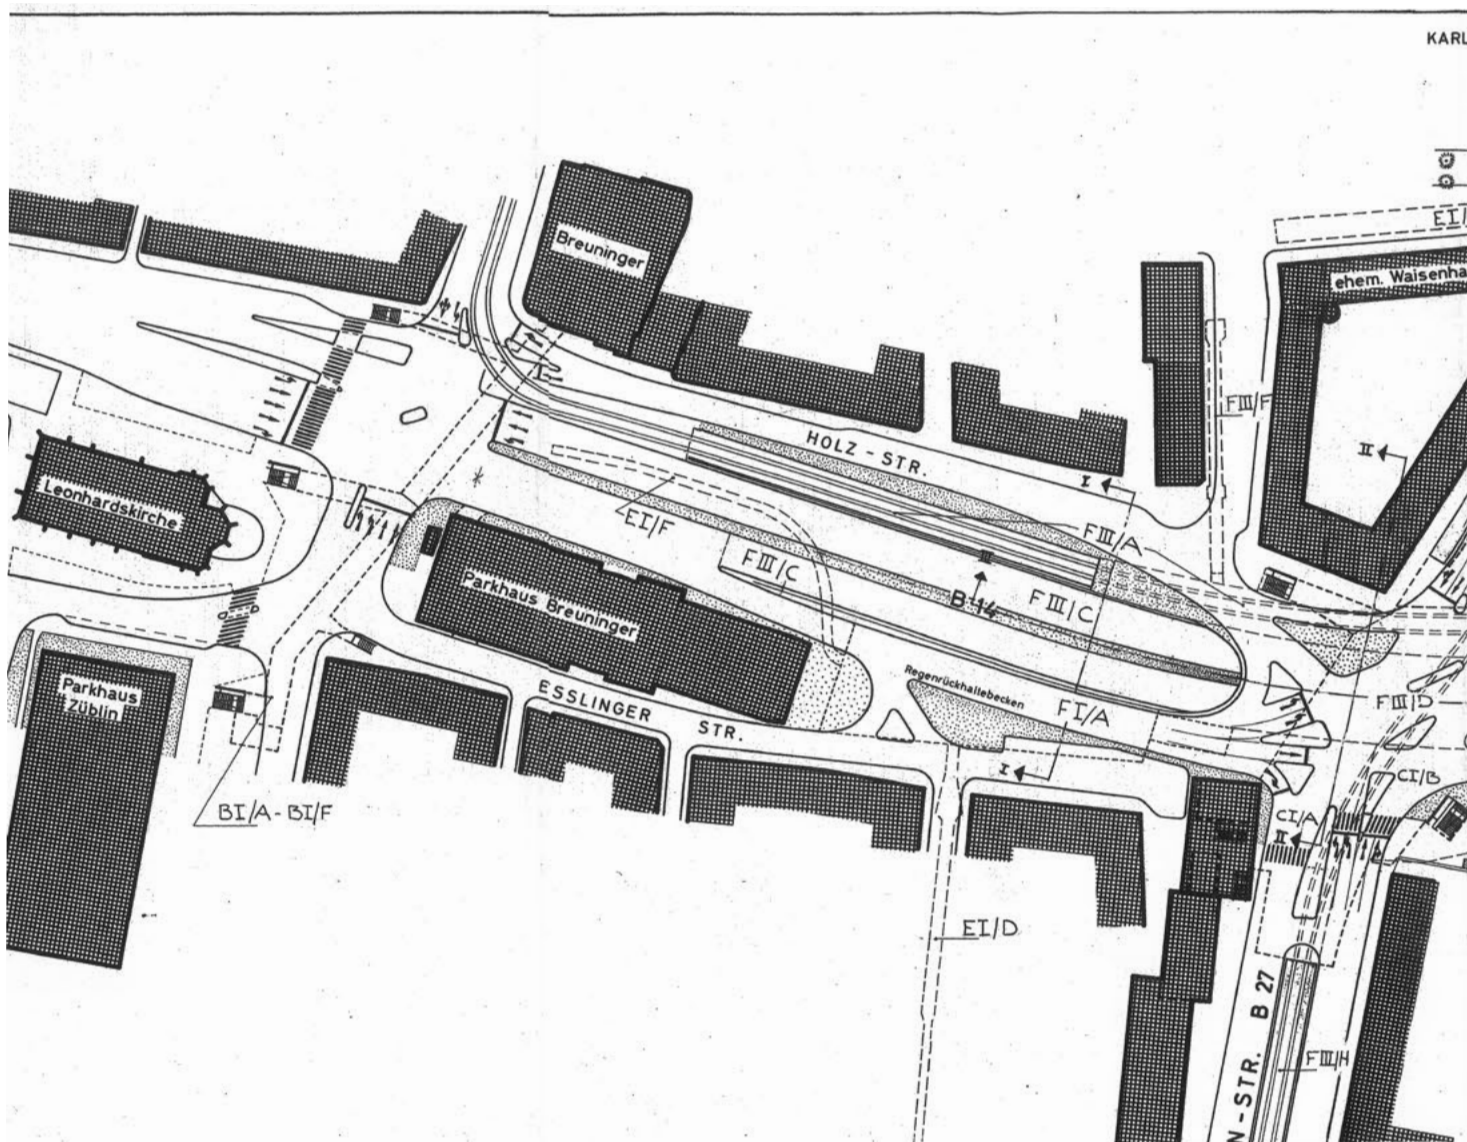 KARL
EI/
Breuninger
ehem. Waisenha
FIII/F
II
HOLZ - STR.
I
Leonhardskirche
EI/F
FIII/A
FIII/C
III
B 14
FIII/C
Parkhaus Breuninger
Regenrückhaltebecken
Parkhaus
Züblin
ESSLINGER STR.
FI/A
FIII/D
I
CI/B
BI/A - BI/F
CI/A
II
EI/D
N - STR. B 27
FIII/H